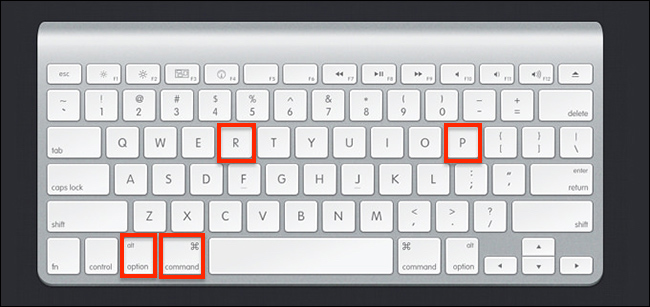 esc F1 F2 F3 F4 F5 F6 F7 F8 F9 F10 F11 F12
~ ! @ # $ % ^ & * ( ) – +
` 1 2 3 4 5 6 7 8 9 0 - = delete
tab Q W E R T Y U I O P { [ } ] | \
caps lock A S D F G H J K L : ; " ' enter return
shift Z X C V B N M < , > . ? / shift
fn control alt option ⌘ command ⌘ command alt option